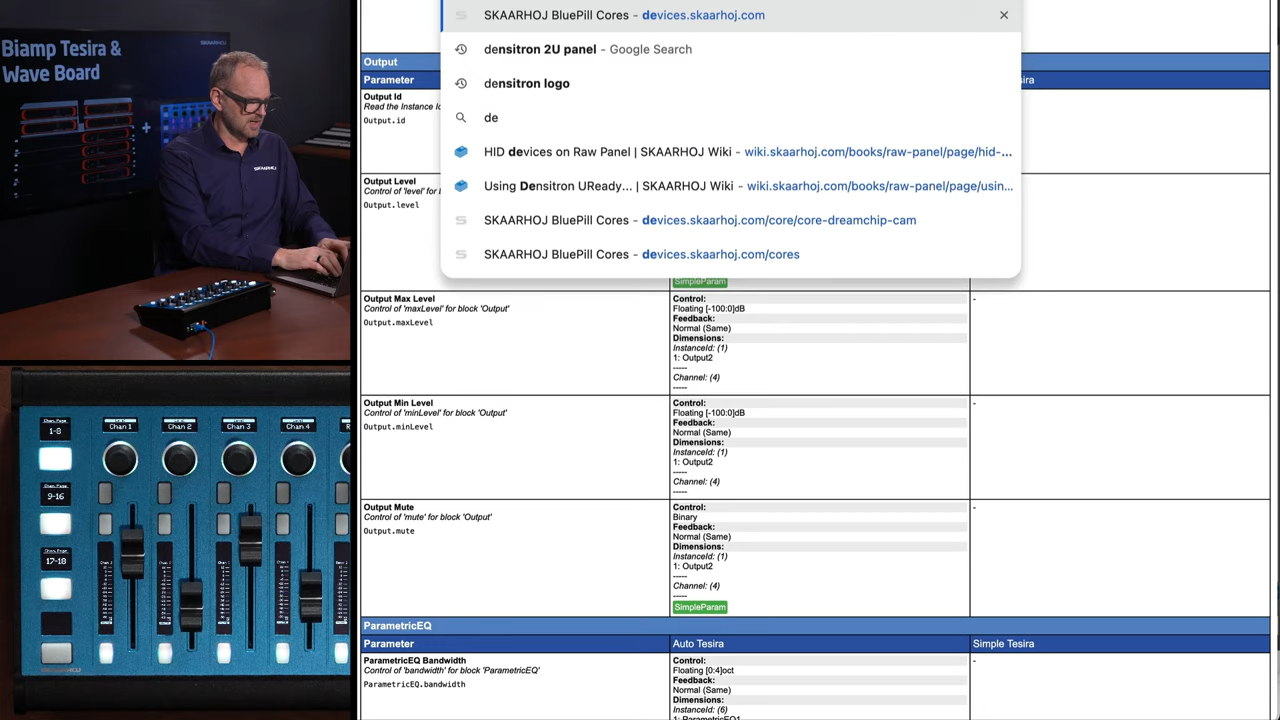 Biamp Tesira &
Wave Board
SKAARHOJ
SKAARHOJ
SKAARHOJ BluePill Cores – devices.skaarhoj.com
densitron 2U panel – Google Search
densitron logo
de
HID devices on Raw Panel | SKAARHOJ Wiki – wiki.skaarhoj.com/books/raw-panel/page/hid-...
Using Densitron UReady... | SKAARHOJ Wiki – wiki.skaarhoj.com/books/raw-panel/page/usin...
SKAARHOJ BluePill Cores – devices.skaarhoj.com/core/core-dreamchip-cam
SKAARHOJ BluePill Cores – devices.skaarhoj.com/cores
Output
Parameter
Output Id
Read the Instance Id
Output.id
Output Level
Control of 'level' for b
Output.level
SimpleParam
Output Max Level
Control of 'maxLevel' for block 'Output'
Output.maxLevel
Control:
Floating [-100:0]dB
Feedback:
Normal (Same)
Dimensions:
InstanceId: (1)
1: Output2
-----
Channel: (4)
-----
-
Output Min Level
Control of 'minLevel' for block 'Output'
Output.minLevel
Control:
Floating [-100:0]dB
Feedback:
Normal (Same)
Dimensions:
InstanceId: (1)
1: Output2
-----
Channel: (4)
-----
-
Output Mute
Control of 'mute' for block 'Output'
Output.mute
Control:
Binary
Feedback:
Normal (Same)
Dimensions:
InstanceId: (1)
1: Output2
-----
Channel: (4)
-----
SimpleParam
-
ParametricEQ
Parameter Auto Tesira Simple Tesira
ParametricEQ Bandwidth
Control of 'bandwidth' for block 'ParametricEQ'
ParametricEQ.bandwidth
Control:
Floating [0:4]oct
Feedback:
Normal (Same)
Dimensions:
InstanceId: (6)
1: ParametricEQ1
-
1-8
9-16
17-18
Chan 1
Chan 2
Chan 3
Chan 4